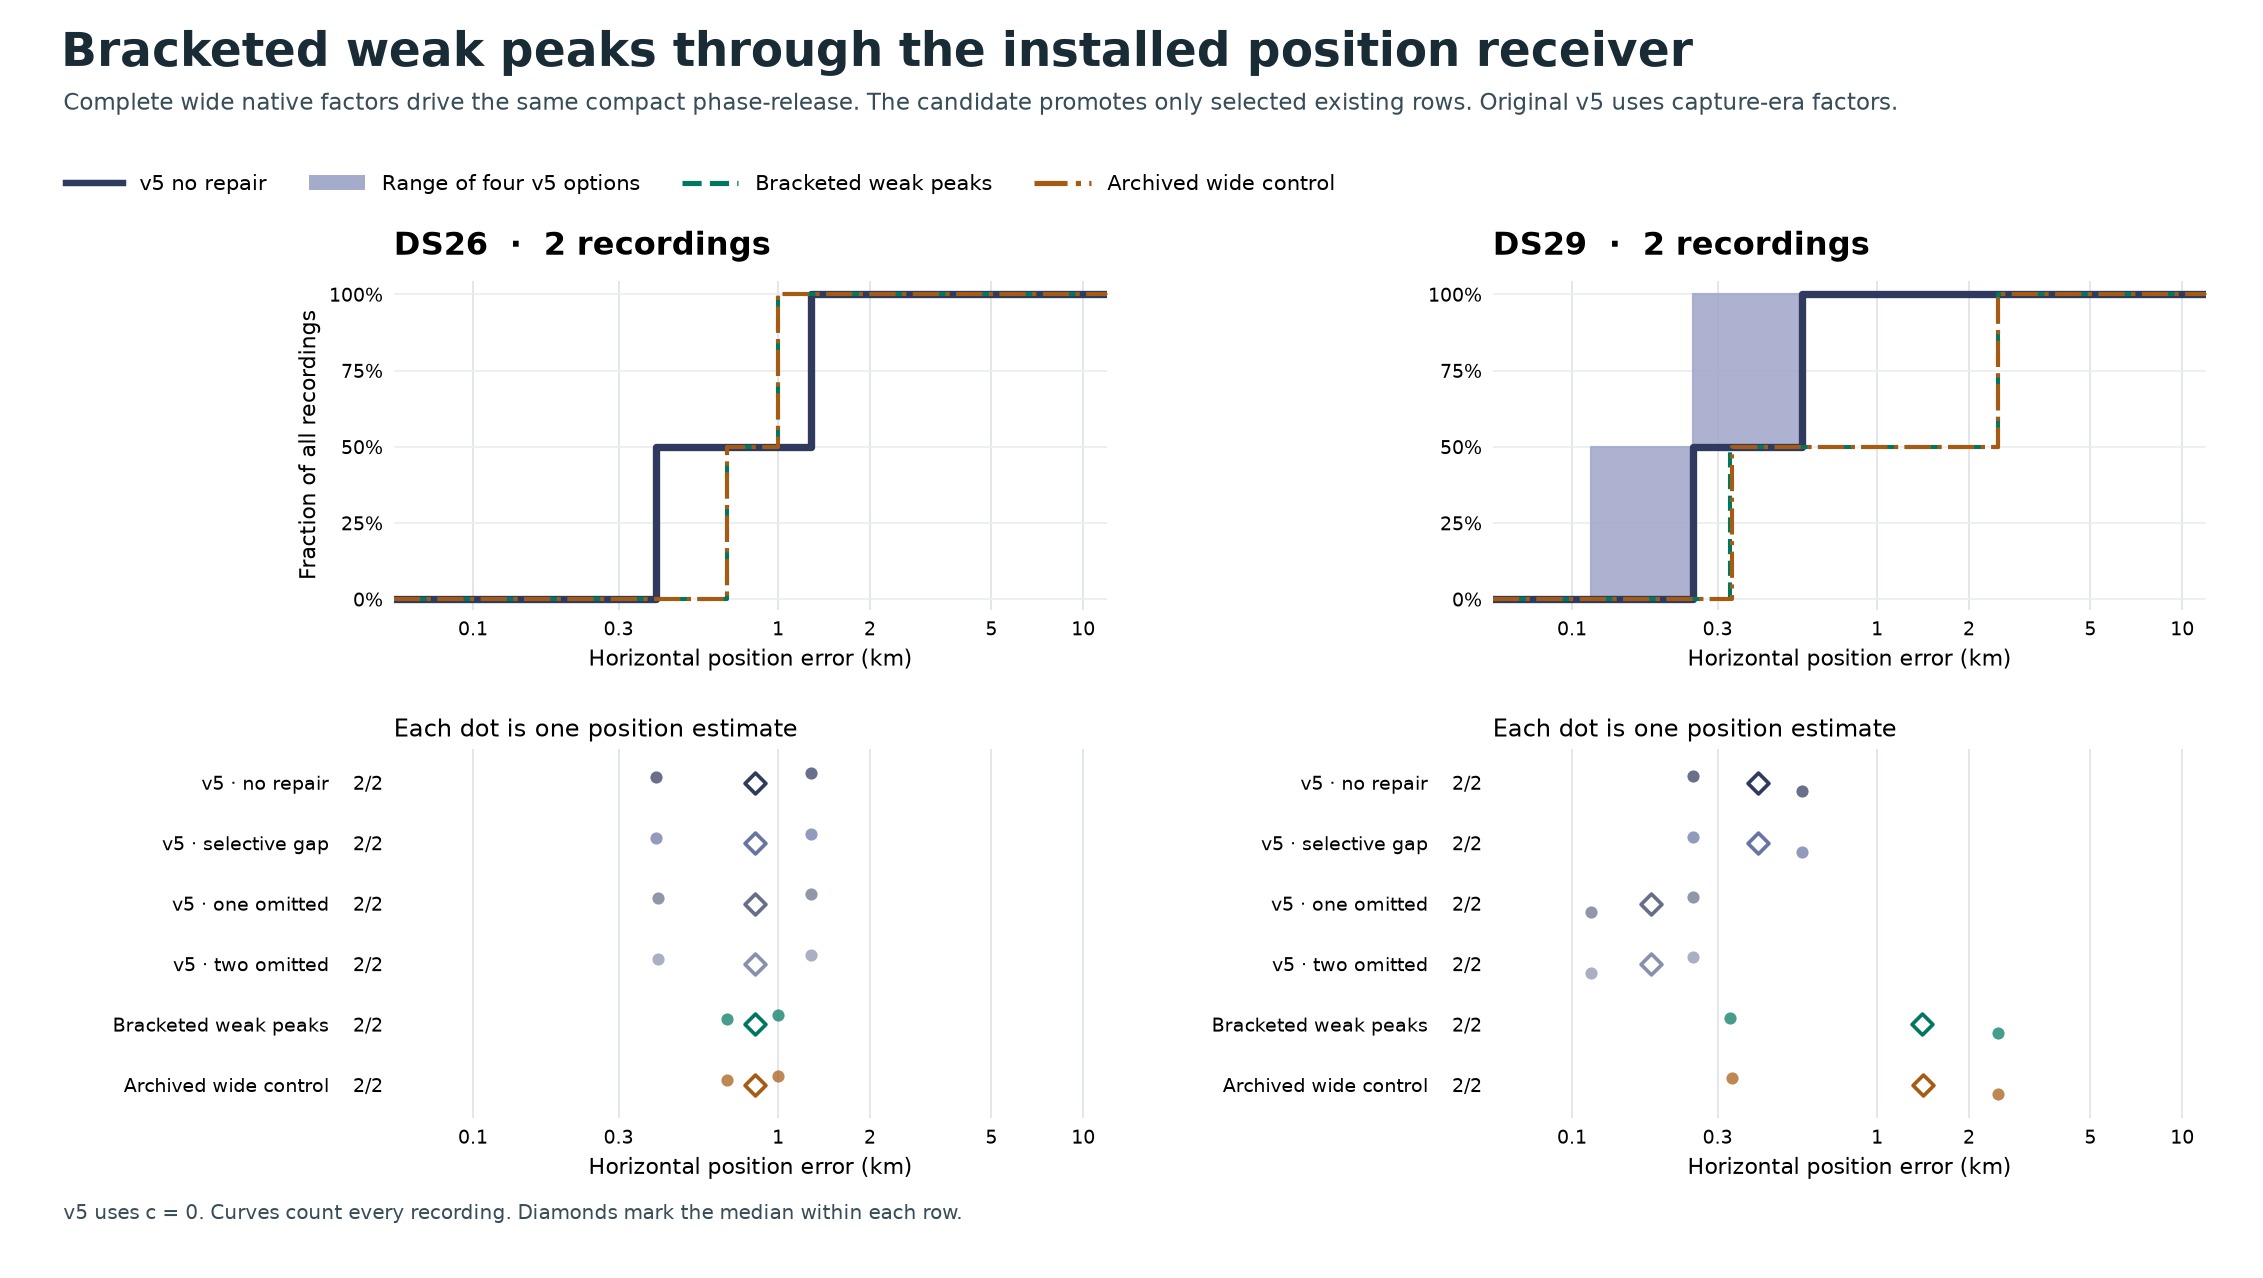 Bracketed weak peaks through the installed position receiver
Complete wide native factors drive the same compact phase-release. The candidate promotes only selected existing rows. Original v5 uses capture-era factors.
v5 no repair
Range of four v5 options
Bracketed weak peaks
Archived wide control
DS26 · 2 recordings
Fraction of all recordings
100%
75%
50%
25%
0%
0.1 0.3 1 2 5 10
Horizontal position error (km)
DS29 · 2 recordings
100%
75%
50%
25%
0%
0.1 0.3 1 2 5 10
Horizontal position error (km)
Each dot is one position estimate
v5 · no repair 2/2
v5 · selective gap 2/2
v5 · one omitted 2/2
v5 · two omitted 2/2
Bracketed weak peaks 2/2
Archived wide control 2/2
0.1 0.3 1 2 5 10
Horizontal position error (km)
Each dot is one position estimate
v5 · no repair 2/2
v5 · selective gap 2/2
v5 · one omitted 2/2
v5 · two omitted 2/2
Bracketed weak peaks 2/2
Archived wide control 2/2
0.1 0.3 1 2 5 10
Horizontal position error (km)
v5 uses c = 0. Curves count every recording. Diamonds mark the median within each row.